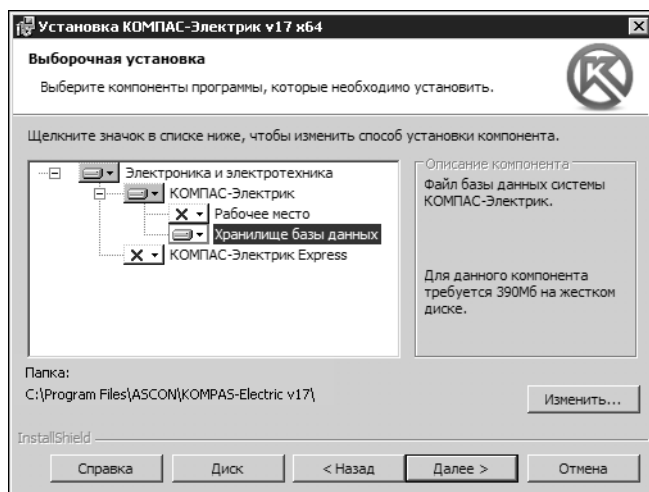 Установка КОМПАС-Электрик v17 x64
Выборочная установка
Выберите компоненты программы, которые необходимо установить.
Щелкните значок в списке ниже, чтобы изменить способ установки компонента.
Электроника и электротехника
КОМПАС-Электрик
Рабочее место
Хранилище базы данных
КОМПАС-Электрик Express
Описание компонента
Файл базы данных системы
КОМПАС-Электрик.
Для данного компонента
требуется 390Мб на жестком
диске.
Папка:
C:\Program Files\ASCON\KOMPAS-Electric v17\
Изменить...
InstallShield
Справка
Диск
< Назад
Далее >
Отмена